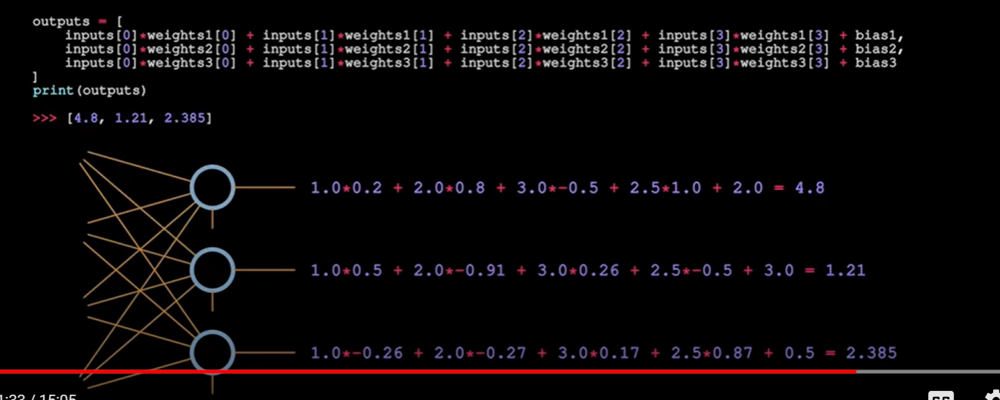 outputs = [
inputs[0]*weights1[0] + inputs[1]*weights1[1] + inputs[2]*weights1[2] + inputs[3]*weights1[3] + bias1,
inputs[0]*weights2[0] + inputs[1]*weights2[1] + inputs[2]*weights2[2] + inputs[3]*weights2[3] + bias2,
inputs[0]*weights3[0] + inputs[1]*weights3[1] + inputs[2]*weights3[2] + inputs[3]*weights3[3] + bias3
]
print(outputs)
>>> [4.8, 1.21, 2.385]
1.0*0.2 + 2.0*0.8 + 3.0*-0.5 + 2.5*1.0 + 2.0 = 4.8
1.0*0.5 + 2.0*-0.91 + 3.0*0.26 + 2.5*-0.5 + 3.0 = 1.21
1.0*-0.26 + 2.0*-0.27 + 3.0*0.17 + 2.5*0.87 + 0.5 = 2.385
/ 15:05